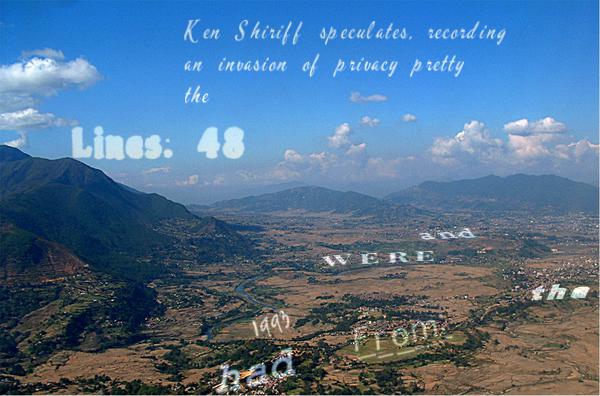 Ken Shiriff speculates, recording
an invasion of privacy pretty
the
Lines: 48
and
WERE
the
1993
From
had